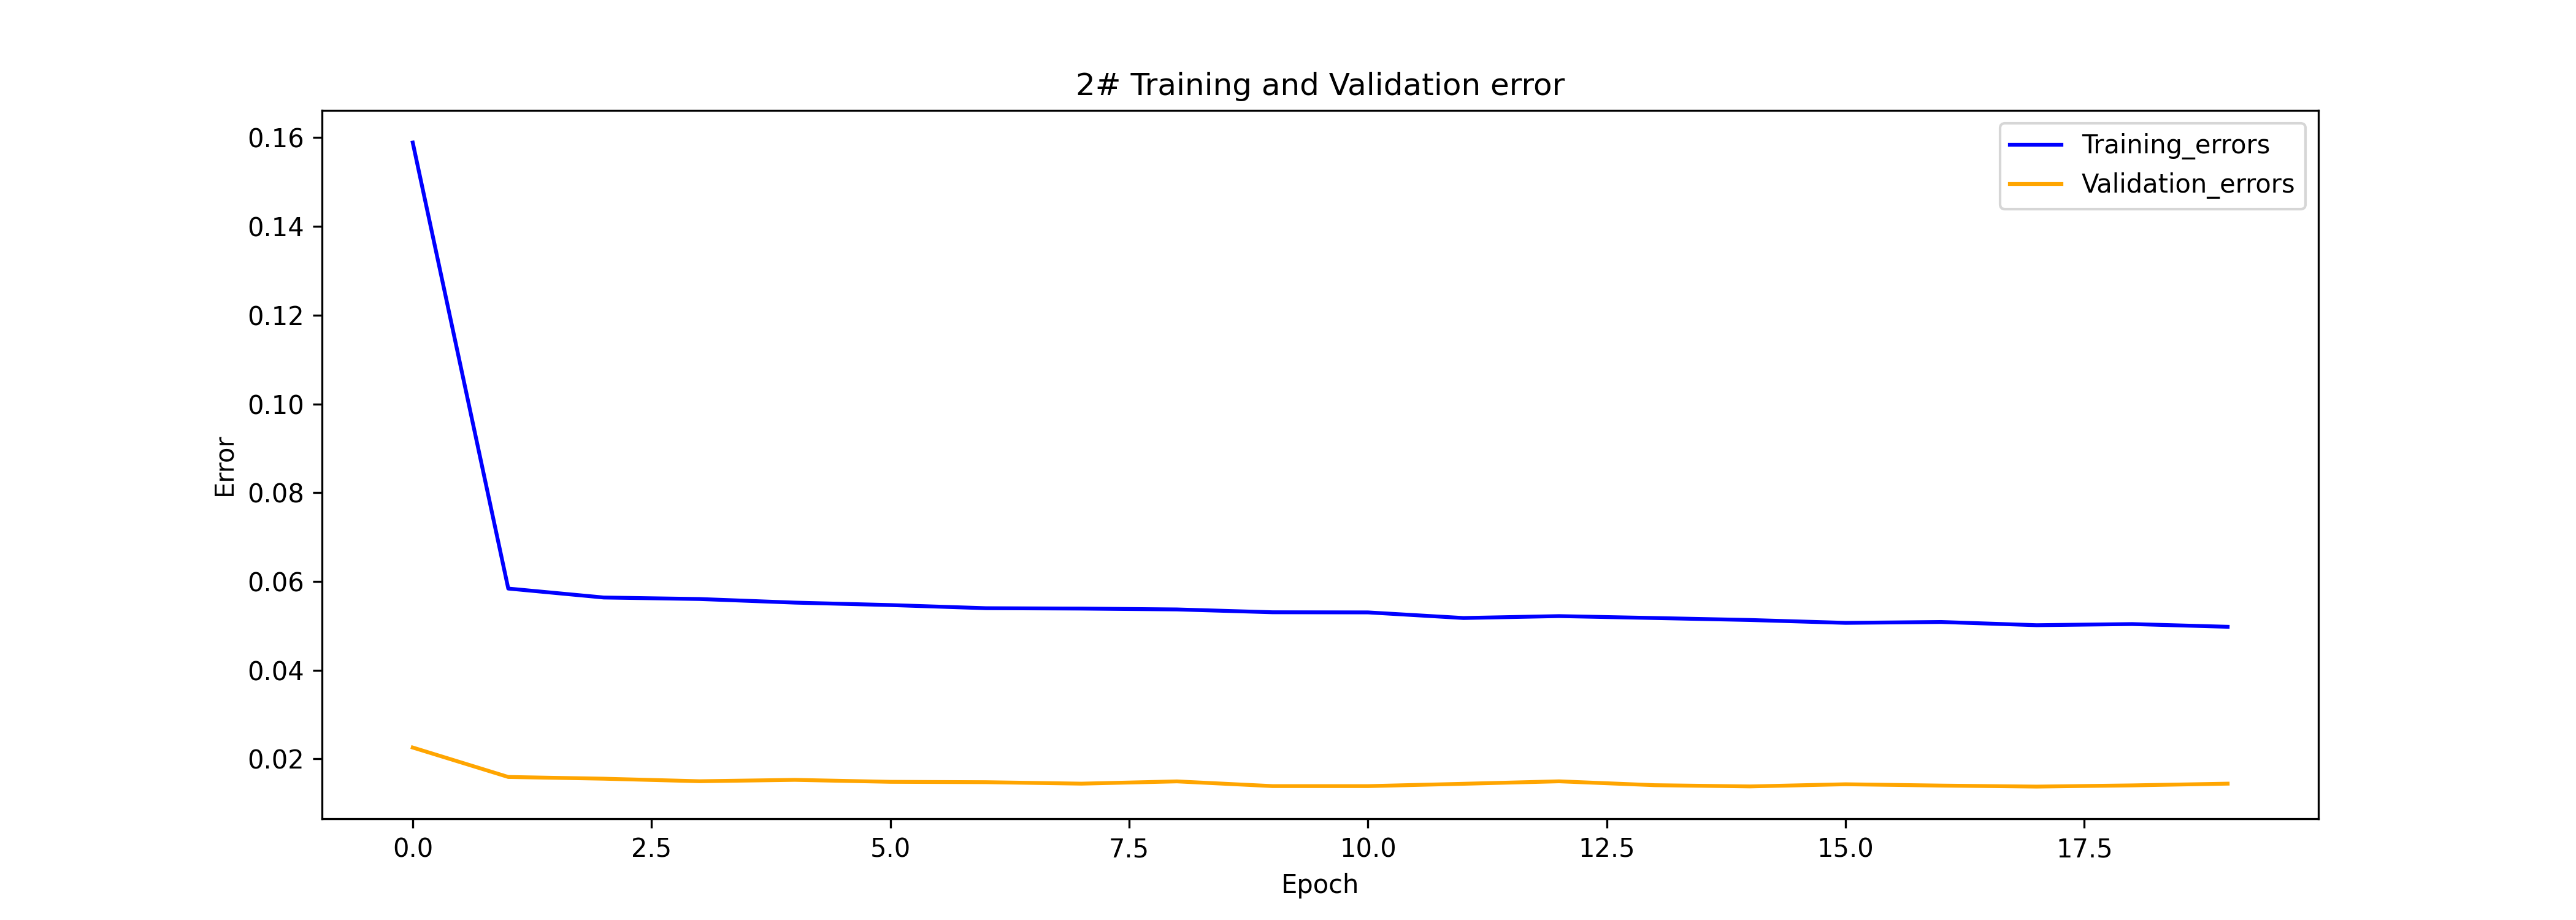 2# Training and Validation error
Training_errors
Validation_errors
0.16
0.14
0.12
0.10
0.08
0.06
0.04
0.02
Error
0.0 2.5 5.0 7.5 10.0 12.5 15.0 17.5
Epoch